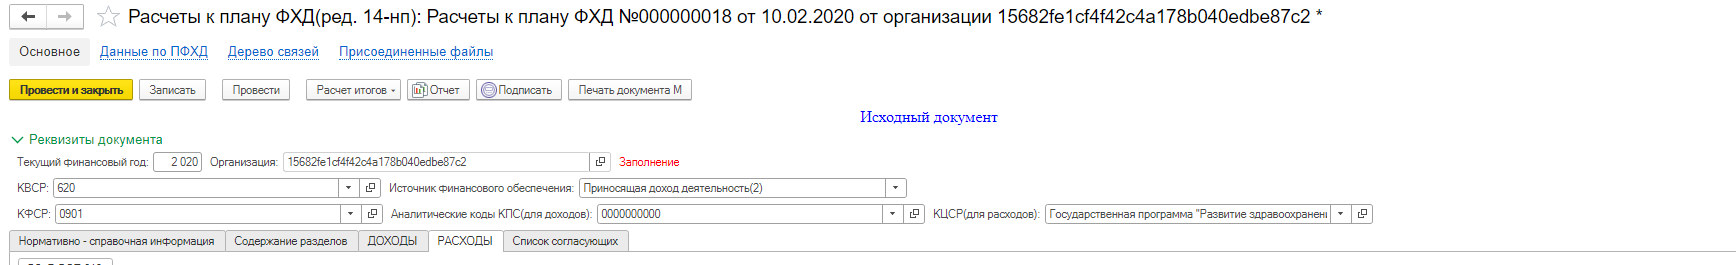 Расчеты к плану ФХД(ред. 14-нп): Расчеты к плану ФХД №000000018 от 10.02.2020 от организации 15682fe1cf4f42c4a178b040edbe87c2 *
Основное Данные по ПФХД Дерево связей Присоединенные файлы
Провести и закрыть Записать Провести Расчет итогов Отчет Подписать Печать документа М
Исходный документ
Реквизиты документа
Текущий финансовый год: 2 020 Организация: 15682fe1cf4f42c4a178b040edbe87c2 Заполнение
КВСР: 620 Источник финансового обеспечения: Приносящая доход деятельность(2)
КФСР: 0901 Аналитические коды КПС(для доходов): 0000000000 КЦСР(для расходов): Государственная программа "Развитие здравоохранени
Нормативно - справочная информация Содержание разделов ДОХОДЫ РАСХОДЫ Список согласующих